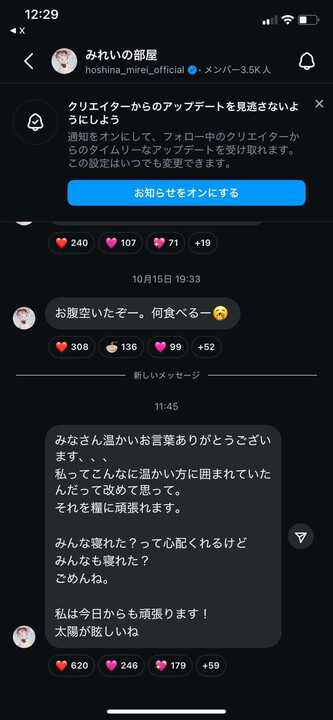 12:29
X
みれいの部屋
hoshina_mirei_official • メンバー3.5K 人
クリエイターからのアップデートを見逃さないよ
うにしよう
通知をオンにして、フォロー中のクリエイターか
らのタイムリーなアップデートを受け取れます。
この設定はいつでも変更できます。
お知らせをオンにする
❤️ 240 💓 107 💖 71 +19
10月15日 19:33
お腹空いたぞー。何食べるー🥱
❤️ 308 🍜 136 💓 99 +52
新しいメッセージ
11:45
みなさん温かいお言葉ありがとうござい
ます、、、
私ってこんなに温かい方に囲まれていた
んだって改めて思って。
それを糧に頑張れます。
みんな寝れた？って心配くれるけど
みんなも寝れた？
ごめんね。
私は今日からも頑張ります！
太陽が眩しいね
❤️ 620 💓 246 💖 179 +59